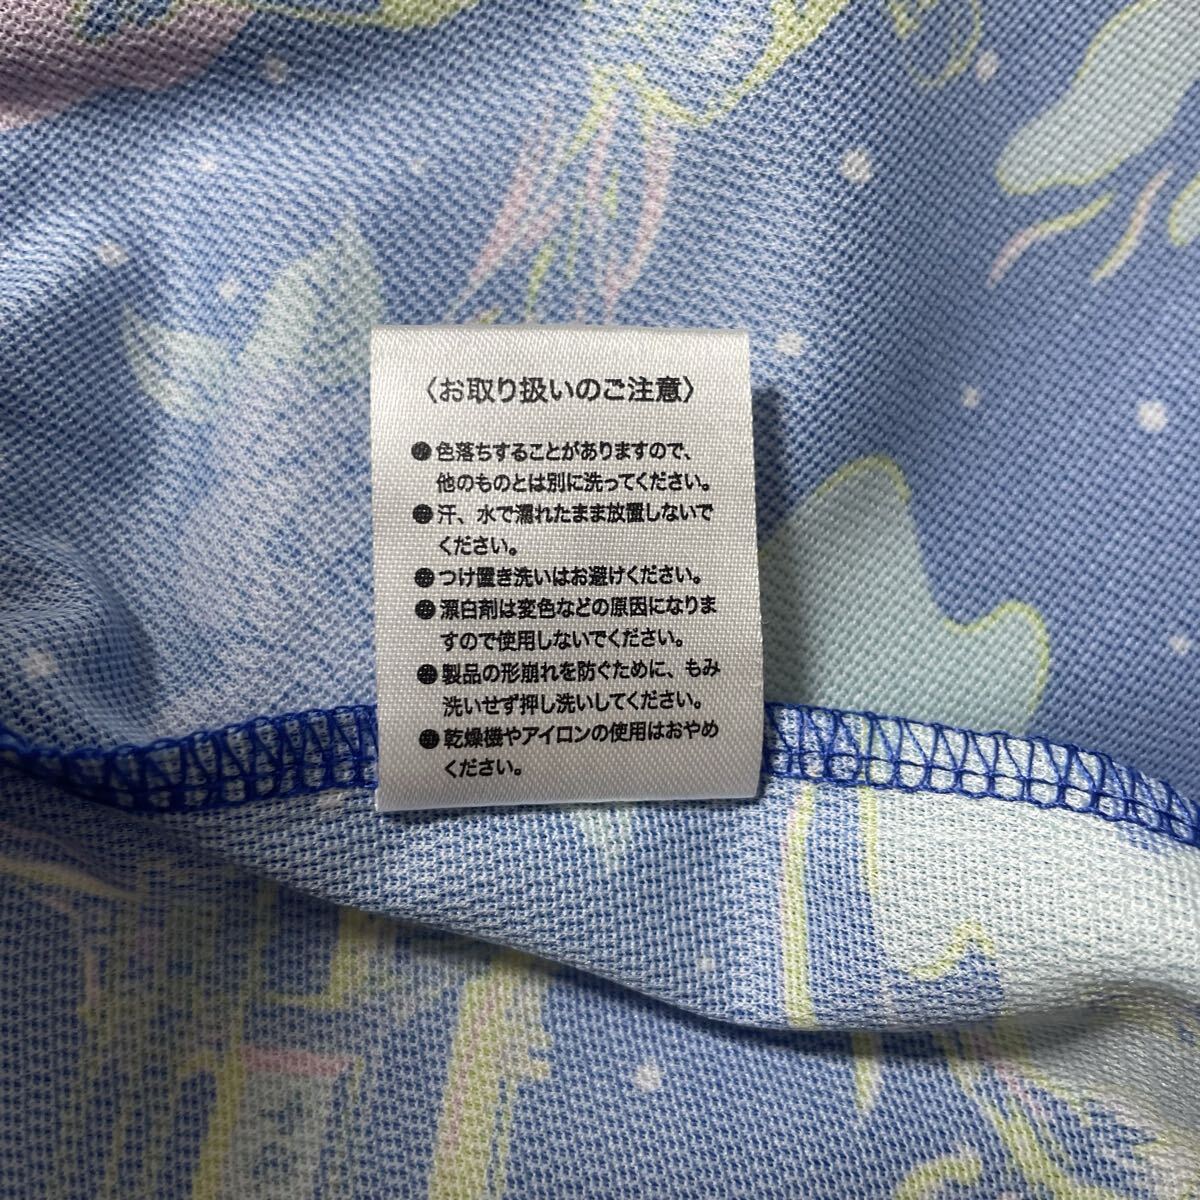 〈お取り扱いのご注意〉
●色落ちすることがありますので、
他のものとは別に洗ってください。
●汗、水で濡れたまま放置しないで
ください。
●つけ置き洗いはお避けください。
●漂白剤は変色などの原因になりま
すので使用しないでください。
●製品の形崩れを防ぐために、もみ
洗いせず押し洗いしてください。
●乾燥機やアイロンの使用はおやめ
ください。